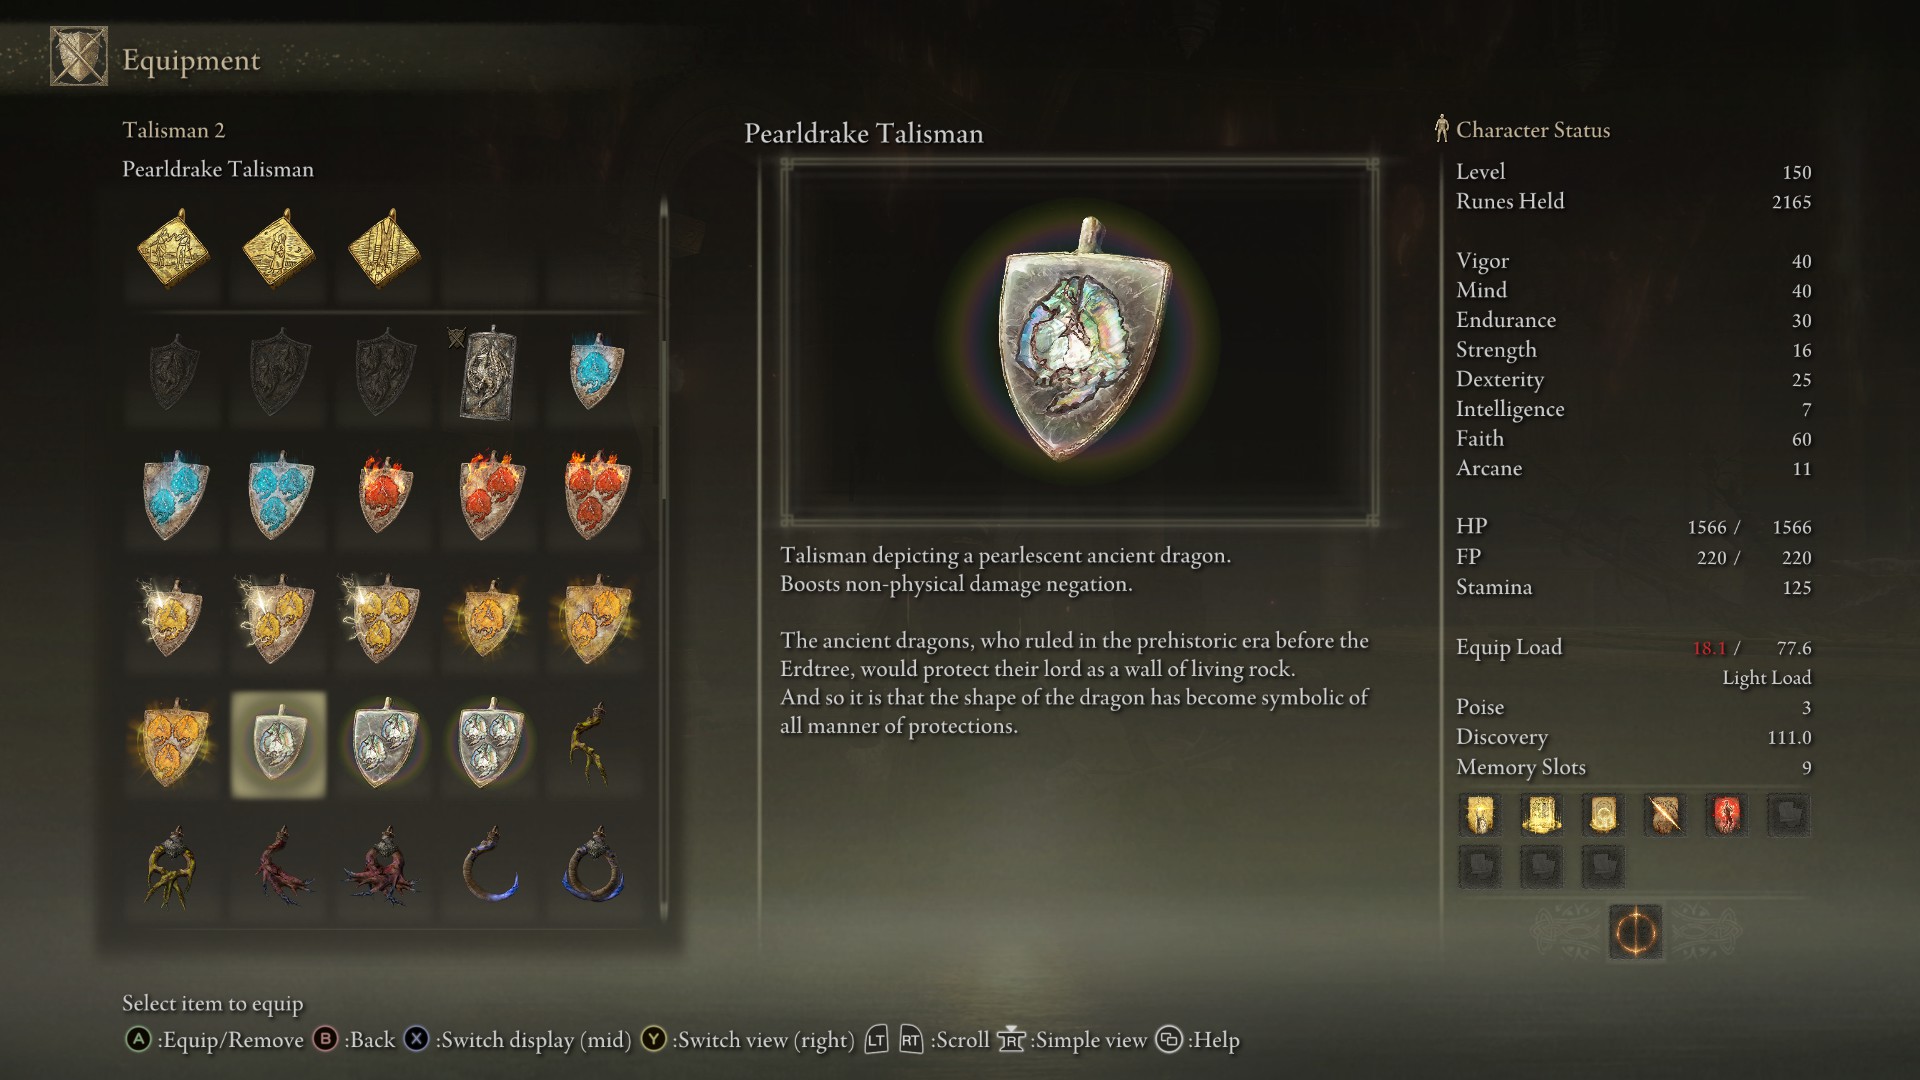 Equipment
Talisman 2
Pearldrake Talisman
Pearldrake Talisman
Talisman depicting a pearlescent ancient dragon.
Boosts non-physical damage negation.
The ancient dragons, who ruled in the prehistoric era before the
Erdtree, would protect their lord as a wall of living rock.
And so it is that the shape of the dragon has become symbolic of
all manner of protections.
Character Status
Level 150
Runes Held 2165
Vigor 40
Mind 40
Endurance 30
Strength 16
Dexterity 25
Intelligence 7
Faith 60
Arcane 11
HP 1566 / 1566
FP 220 / 220
Stamina 125
Equip Load 18.1 / 77.6
Light Load
Poise 3
Discovery 111.0
Memory Slots 9
Select item to equip
A :Equip/Remove B :Back X :Switch display (mid) Y :Switch view (right) LT RT :Scroll R :Simple view :Help